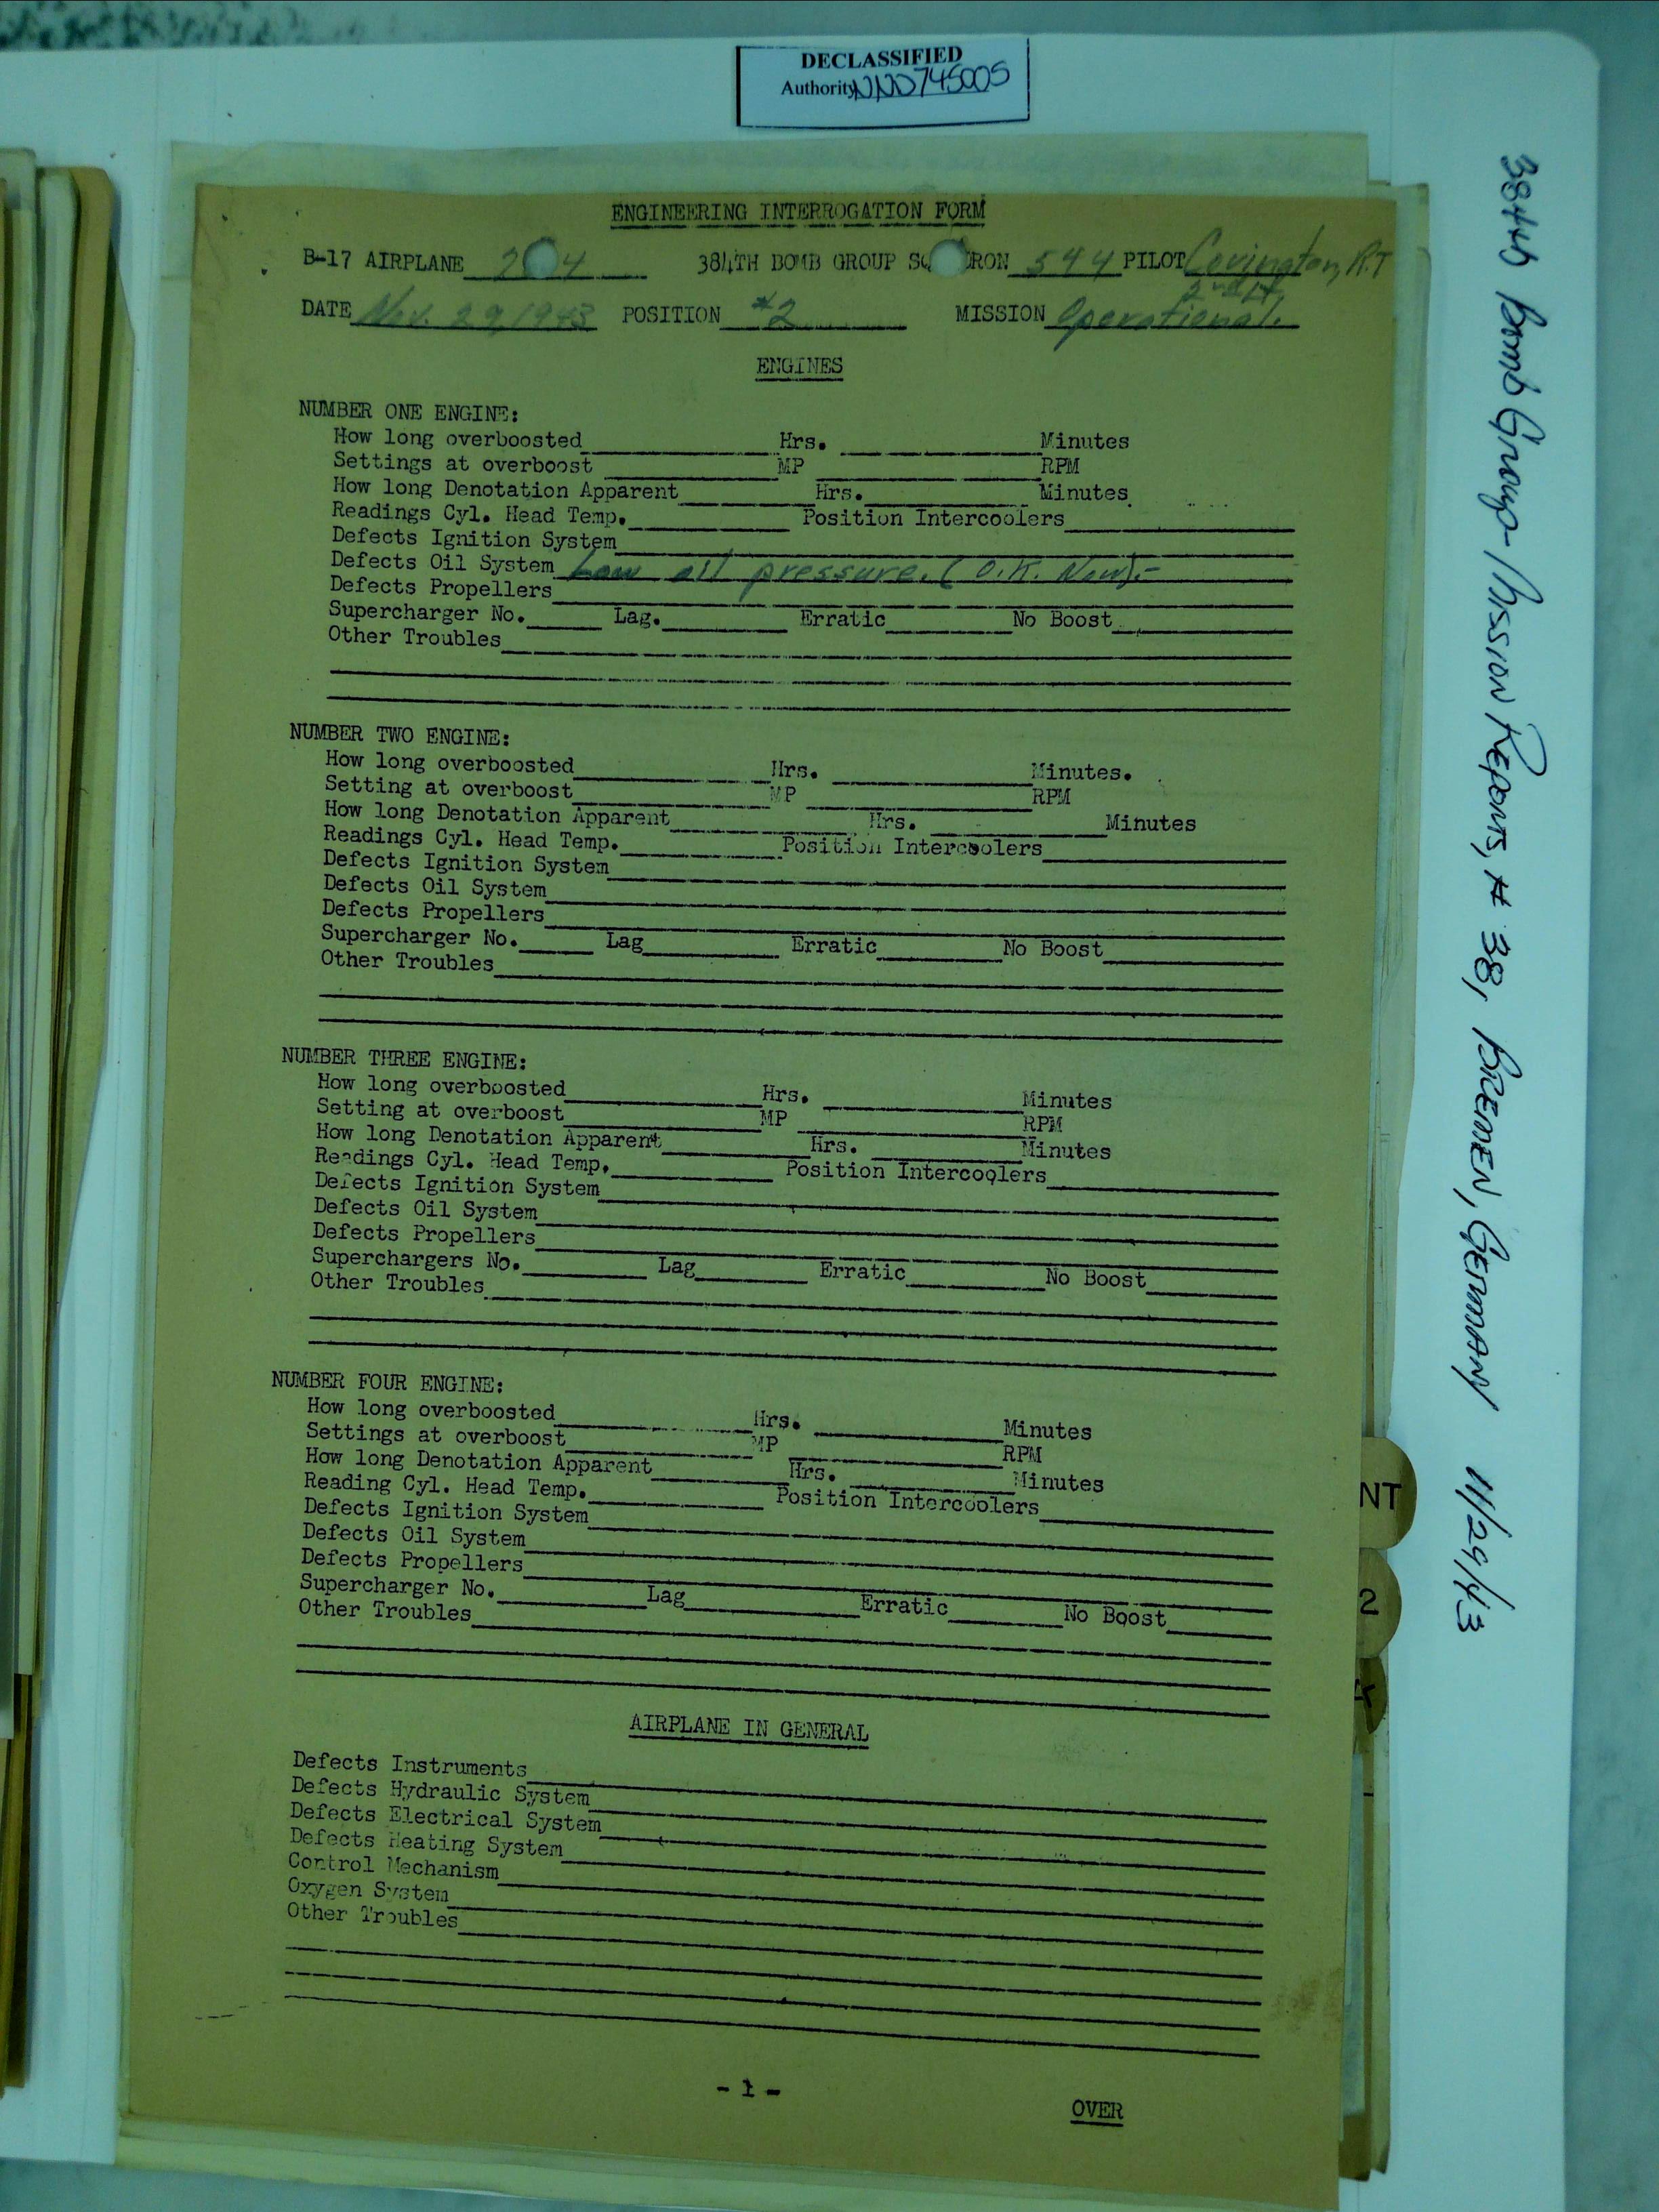 DECLASSIFIED
Authority NND745005
ENGINEERING INTERROGATION FORM
B-17 AIRPLANE 2 4 384TH BOMB GROUP SQ RON 544 PILOT Covington, R.T
2nd Lt.
DATE Nov. 29, 1943 POSITION #2 MISSION Operational.
ENGINES
NUMBER ONE ENGINE:
How long overboosted Hrs. Minutes
Settings at overboost MP RPM
How long Denotation Apparent Hrs. Minutes
Readings Cyl. Head Temp. Position Intercoolers
Defects Ignition System
Defects Oil System Low oil pressure. (O.K. Now).-
Defects Propellers
Supercharger No. Lag. Erratic No Boost
Other Troubles
NUMBER TWO ENGINE:
How long overboosted Hrs. Minutes.
Setting at overboost MP RPM
How long Denotation Apparent Hrs. Minutes
Readings Cyl. Head Temp. Position Intercoolers
Defects Ignition System
Defects Oil System
Defects Propellers
Supercharger No. Lag Erratic No Boost
Other Troubles
NUMBER THREE ENGINE:
How long overboosted Hrs. Minutes
Setting at overboost MP RPM
How long Denotation Apparent Hrs. Minutes
Readings Cyl. Head Temp. Position Intercoolers
Defects Ignition System
Defects Oil System
Defects Propellers
Superchargers No. Lag Erratic No Boost
Other Troubles
NUMBER FOUR ENGINE:
How long overboosted Hrs. Minutes
Settings at overboost MP RPM
How long Denotation Apparent Hrs. Minutes
Reading Cyl. Head Temp. Position Intercoolers
Defects Ignition System
Defects Oil System
Defects Propellers
Supercharger No. Lag Erratic No Boost
Other Troubles
AIRPLANE IN GENERAL
Defects Instruments
Defects Hydraulic System
Defects Electrical System
Defects Heating System
Control Mechanism
Oxygen System
Other Troubles
- 1 -
OVER
384th Bomb Group- Mission Reports, # 38, BREMEN, GERMANY 11/29/43
NT
2